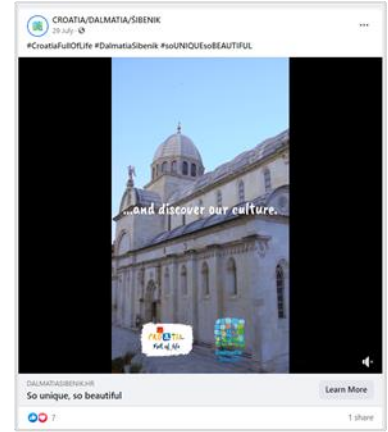 CROATIA/DALMATIA/ŠIBENIK
29 July ·
#CroatiaFullOfLife #DalmatiaSibenik #soUNIQUEsoBEAUTIFUL
...and discover our culture.
CROATIA
Full of life
DALMATIASIBENIK.HR
So unique, so beautiful
Learn More
7
1 share